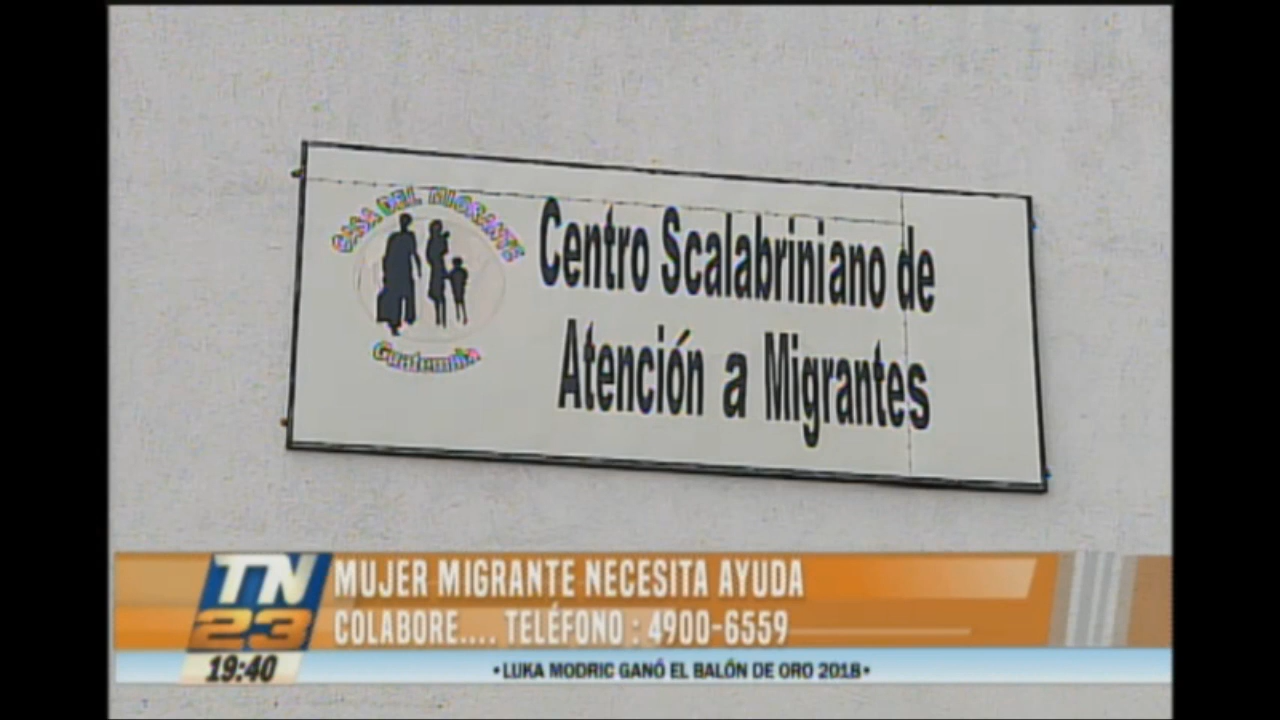 CASA DEL MIGRANTE
Guatemala
Centro Scalabriniano de
Atención a Migrantes
TN
23
MUJER MIGRANTE NECESITA AYUDA
COLABORE.... TELÉFONO : 4900-6559
19:40
•LUKA MODRIC GANÓ EL BALÓN DE ORO 2018•